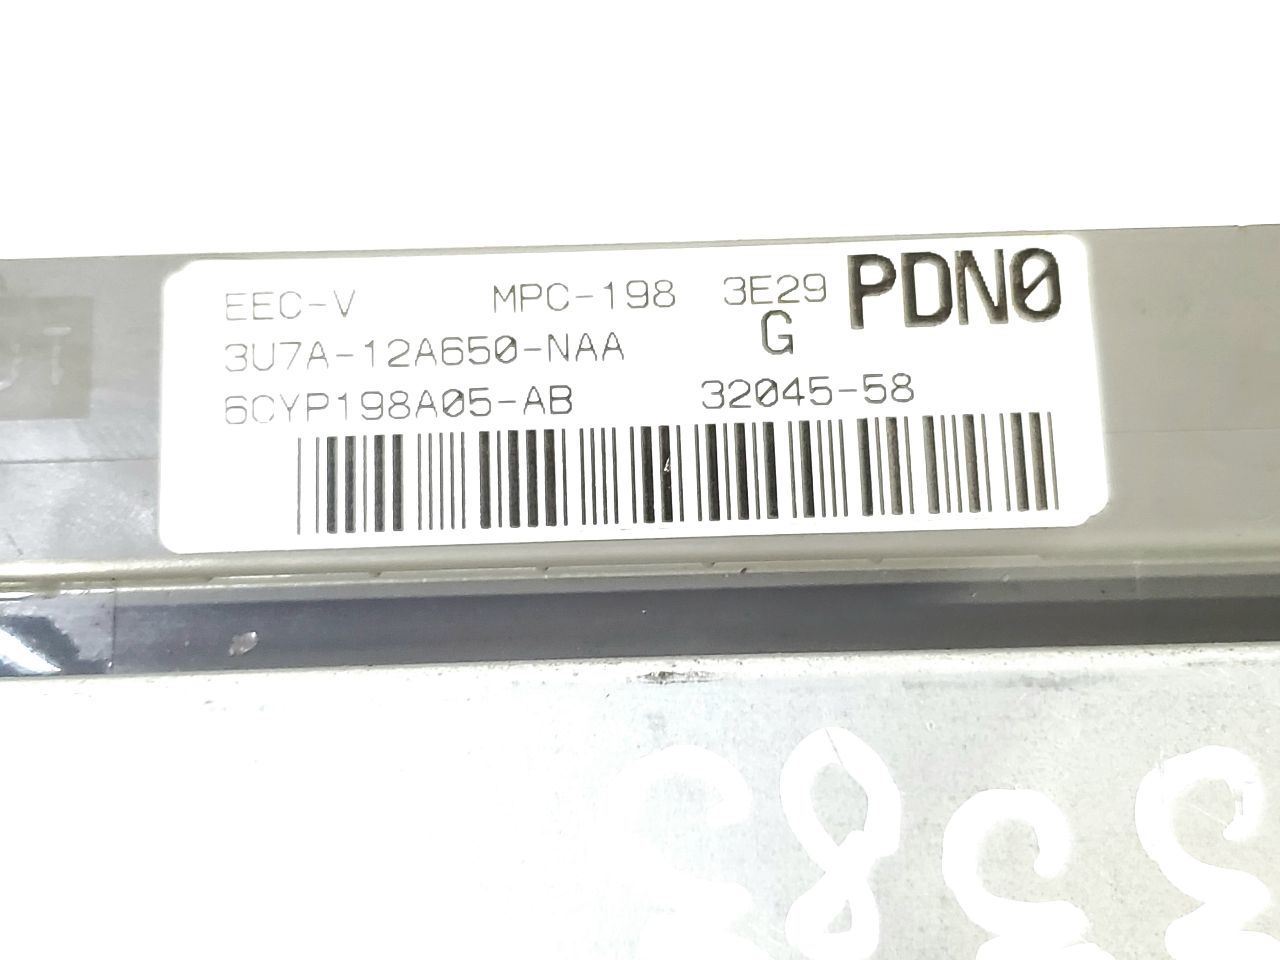 EEC-V MPC-198 3E29 PDN0
3U7A-12A650-NAA G
6CYP198A05-AB 32045-58